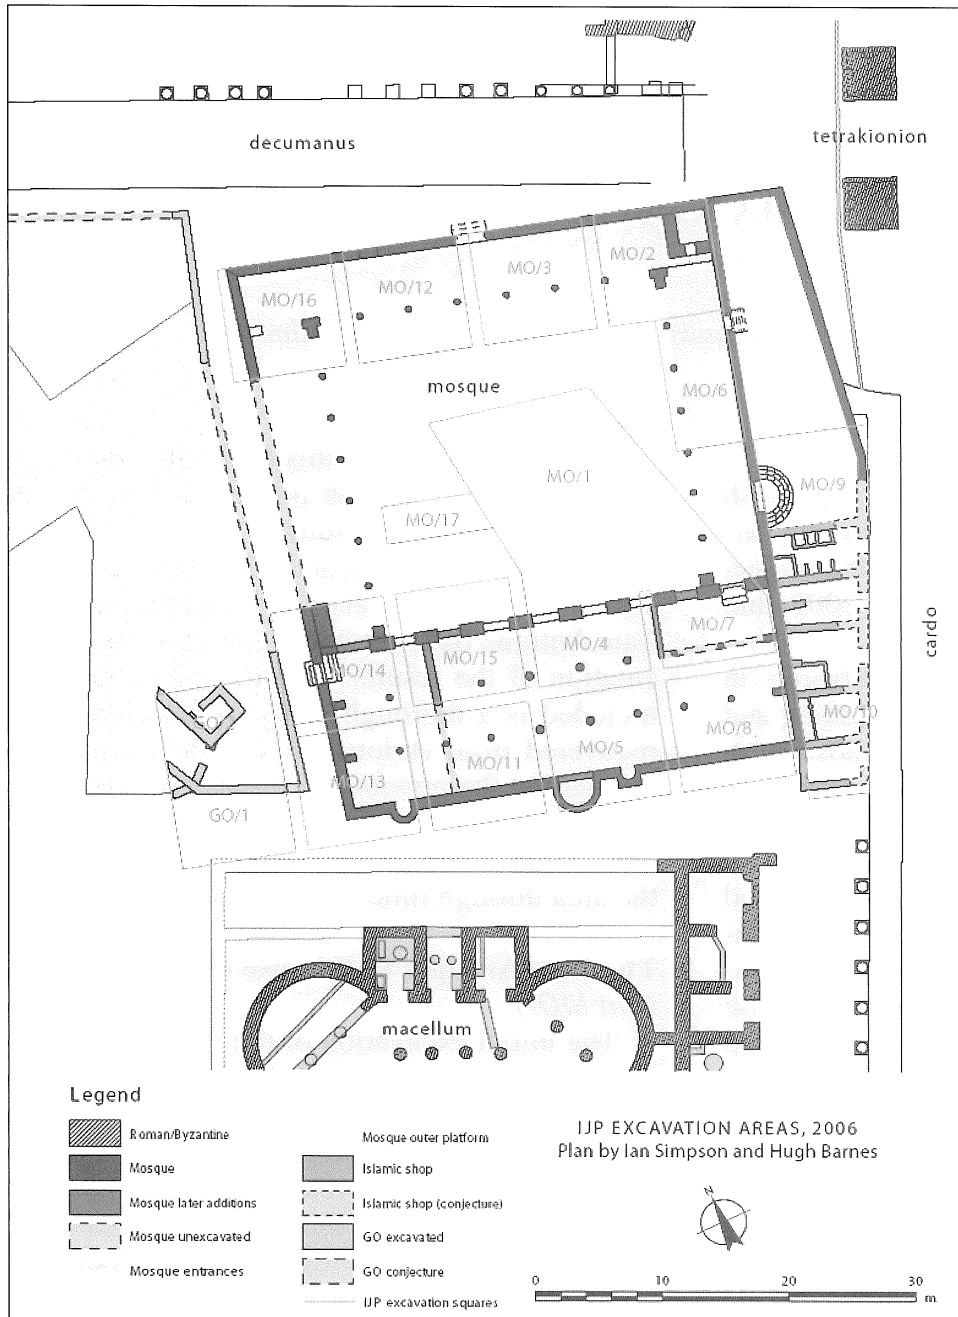 decumanus
tetrakionion
MO/2
MO/3
MO/12
MO/16
mosque
MO/6
MO/1
MO/9
MO/17
cardo
MO/7
MO/4
MO/15
MO/14
MO/10
MO/8
MO/5
MO/11
MO/13
GO/1
macellum
Legend
Roman/Byzantine
Mosque
Mosque later additions
Mosque unexcavated
Mosque entrances
Mosque outer platform
Islamic shop
Islamic shop (conjecture)
GO excavated
GO conjecture
IJP excavation squares
IJP EXCAVATION AREAS, 2006
Plan by Ian Simpson and Hugh Barnes
N
0 10 20 30
m